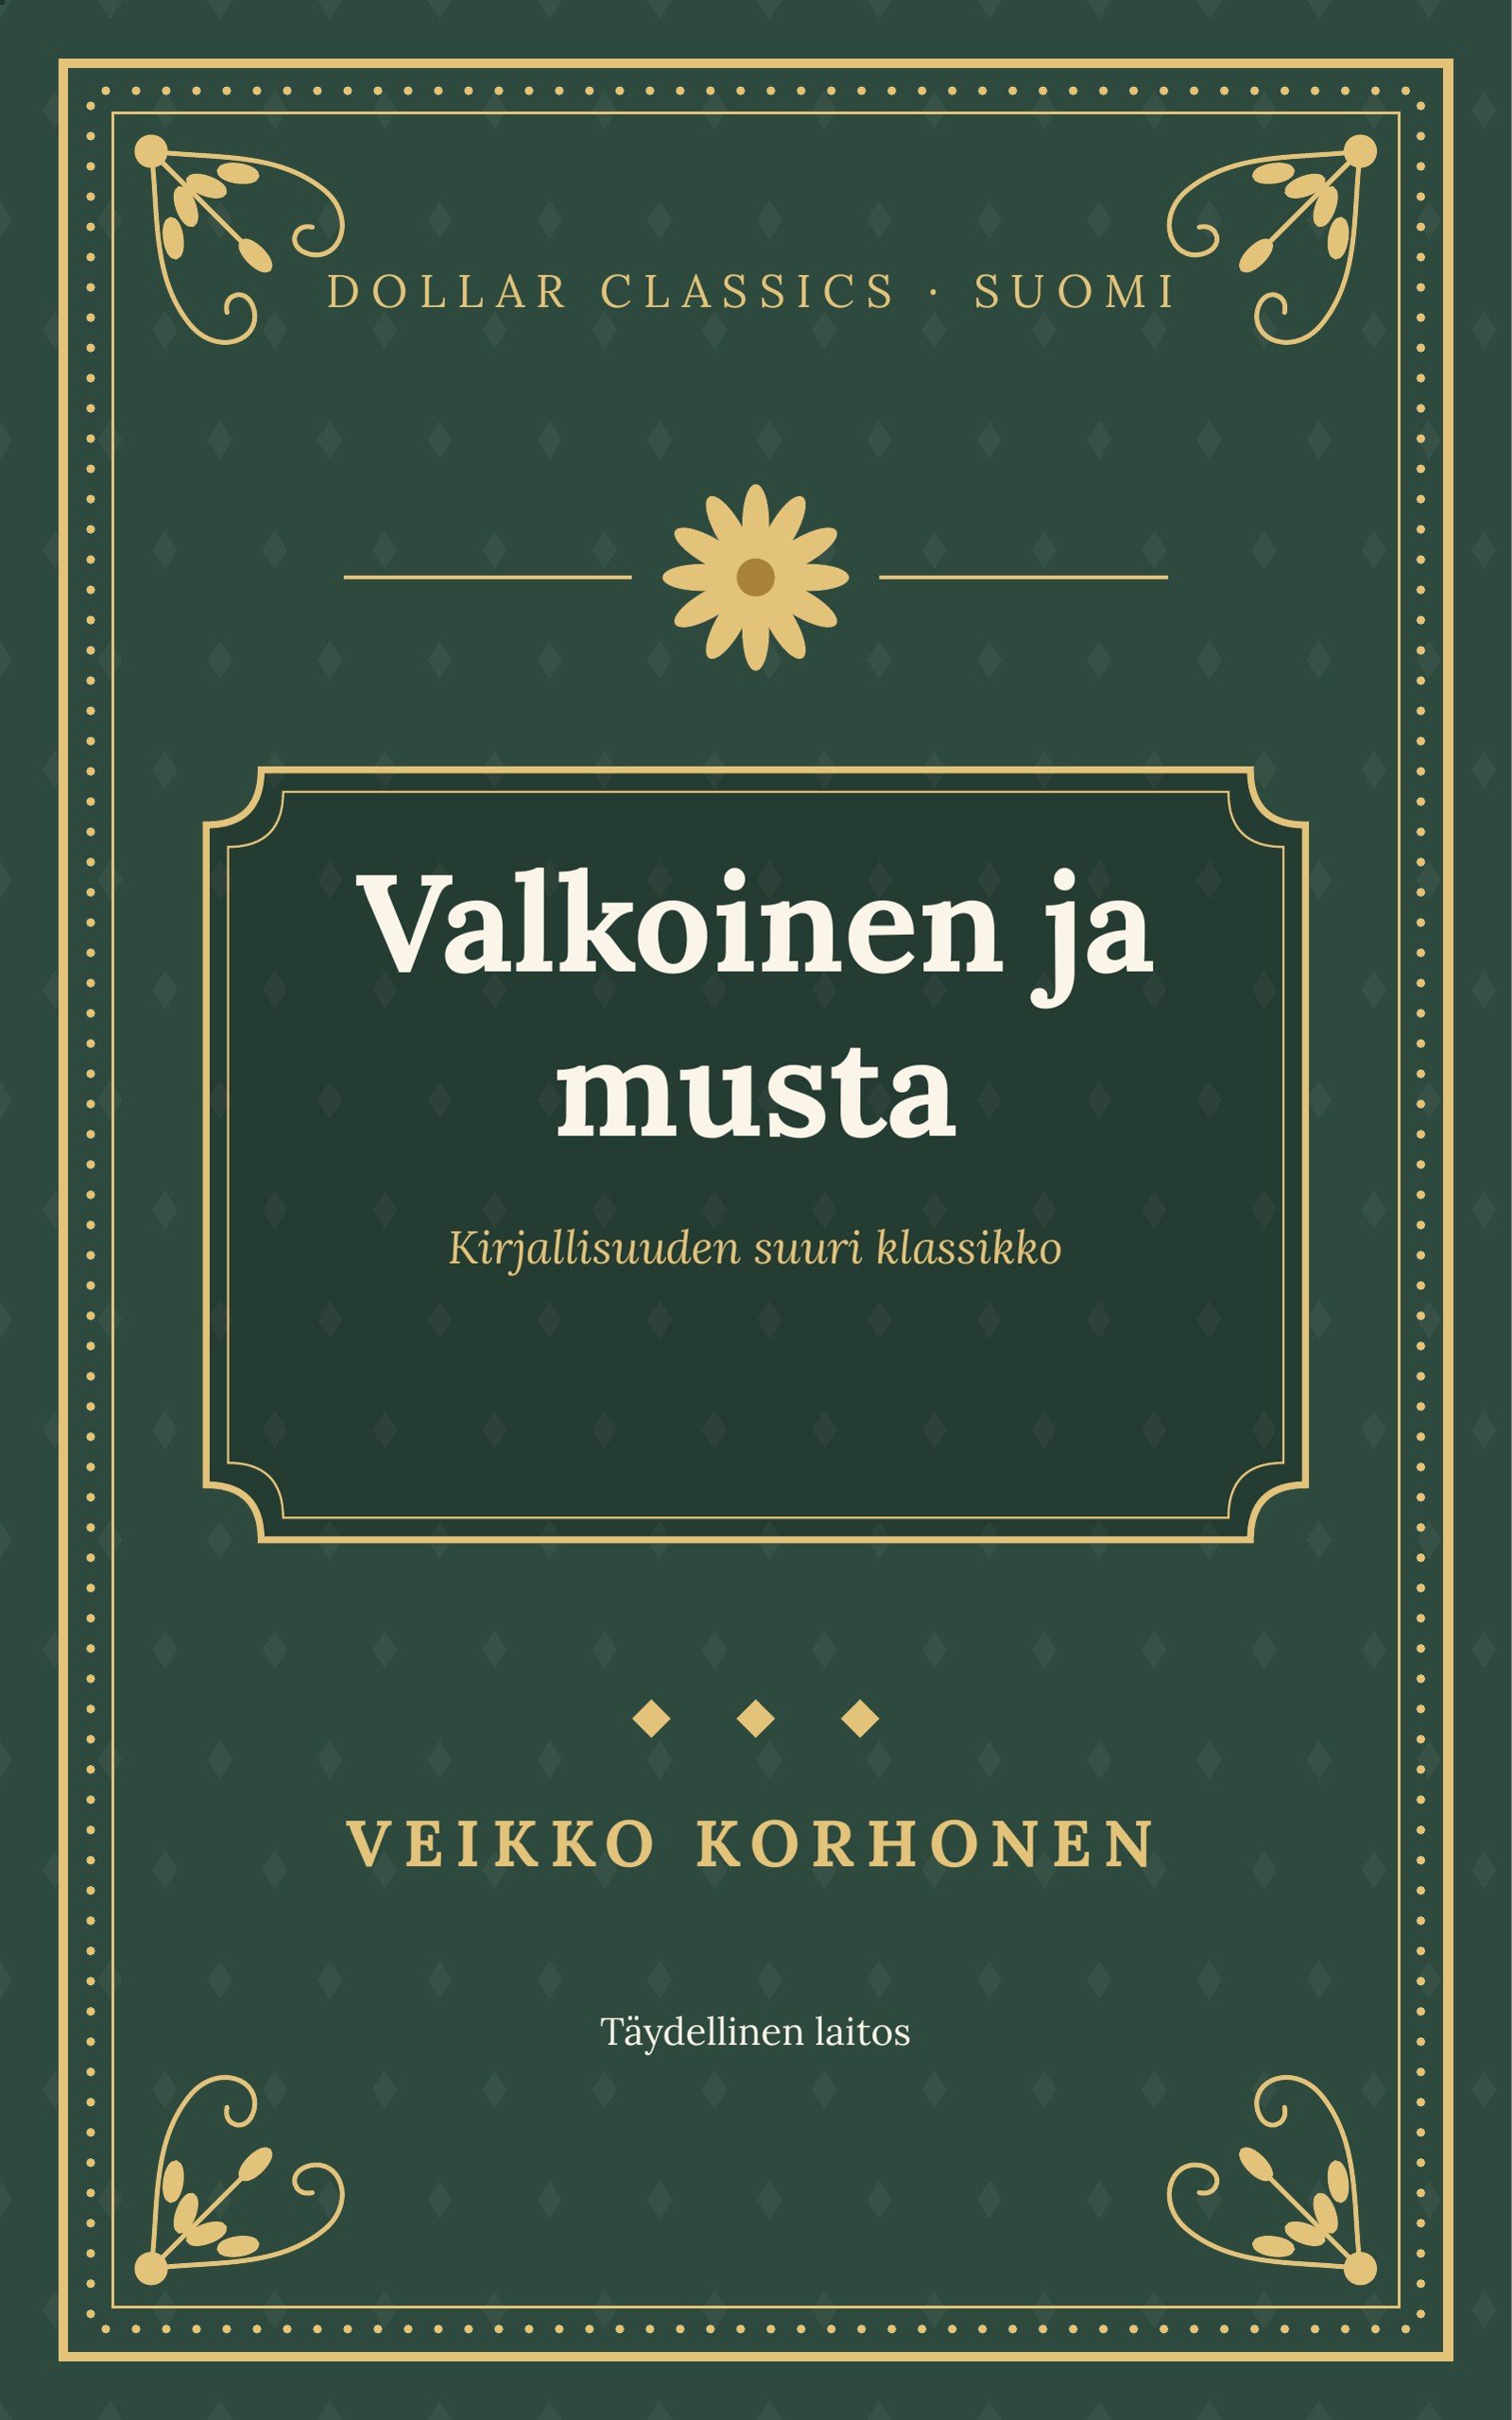 DOLLAR CLASSICS · SUOMI
Valkoinen ja
musta
Kirjallisuuden suuri klassikko
VEIKKO KORHONEN
Täydellinen laitos